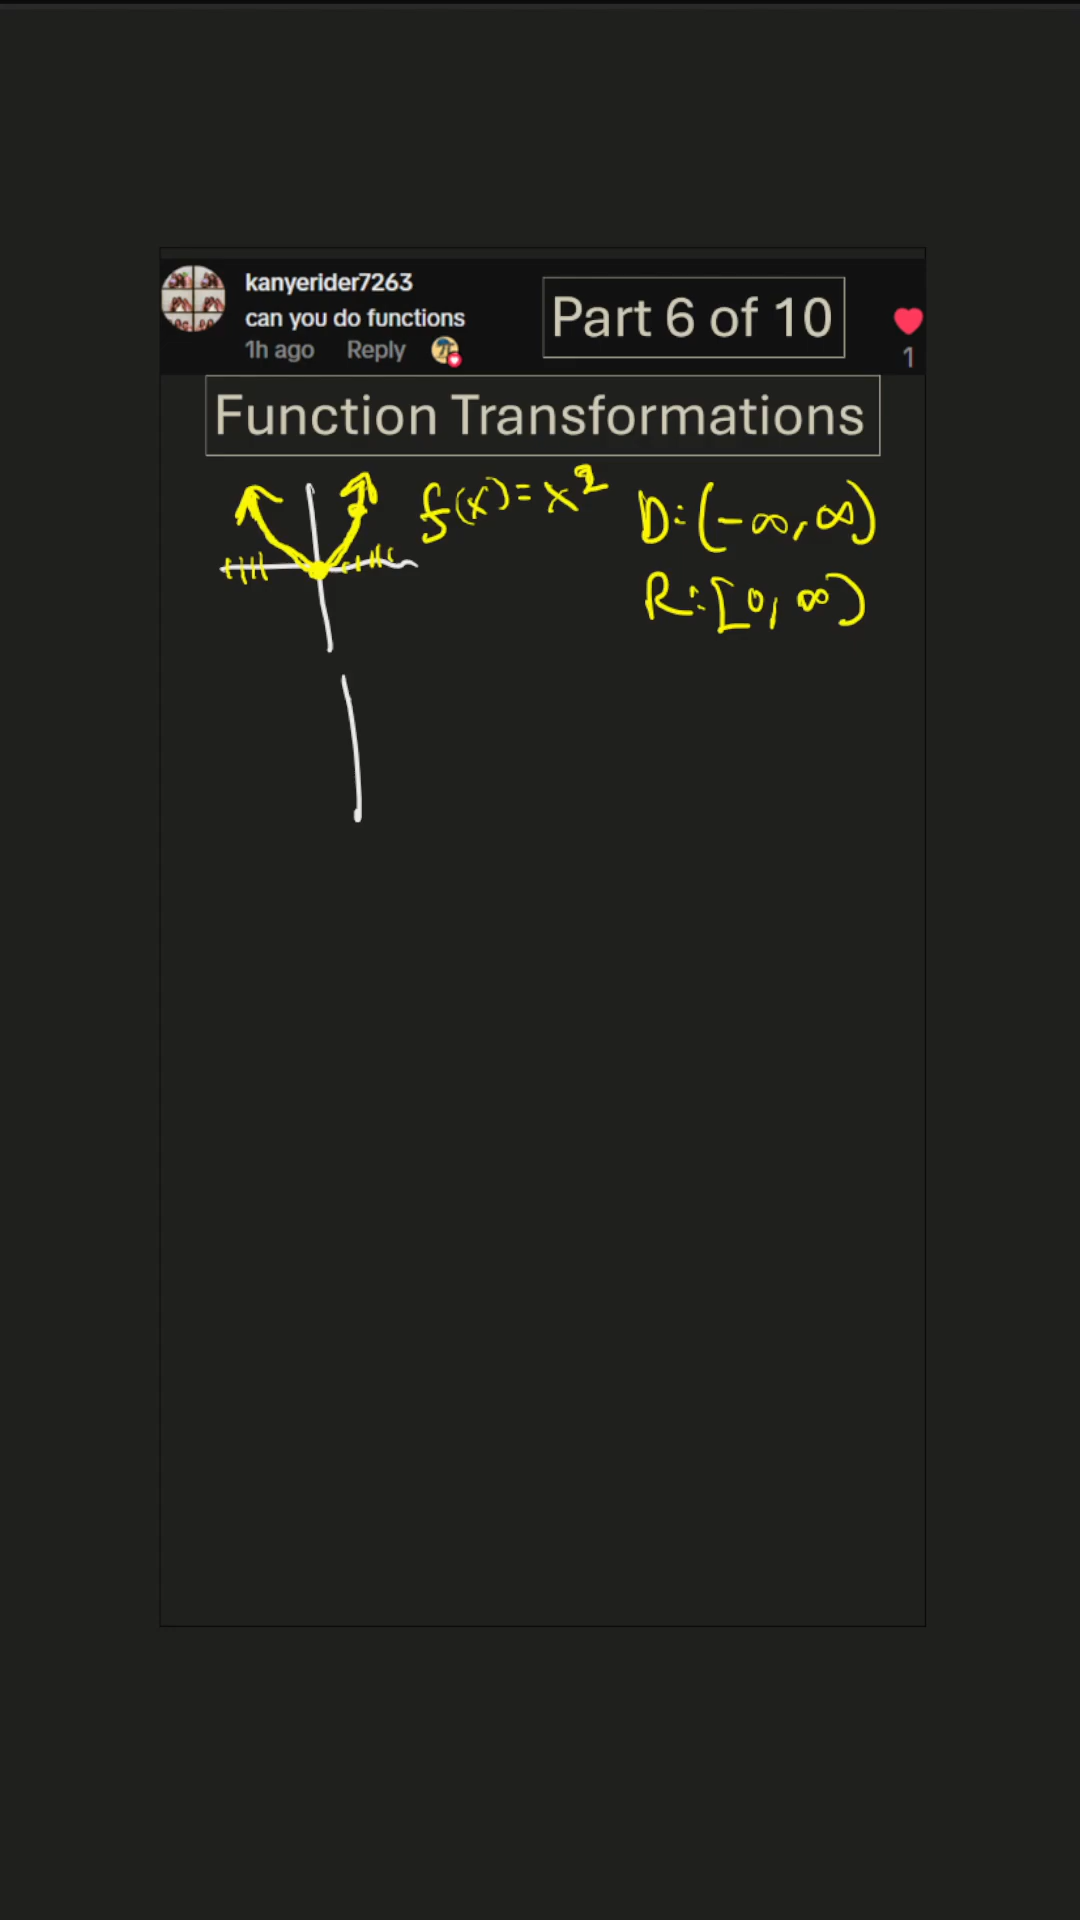 kanyerider7263
can you do functions
1h ago Reply
Part 6 of 10
1
Function Transformations
f(x)=x²
D:(-∞,∞)
R:[0,∞)